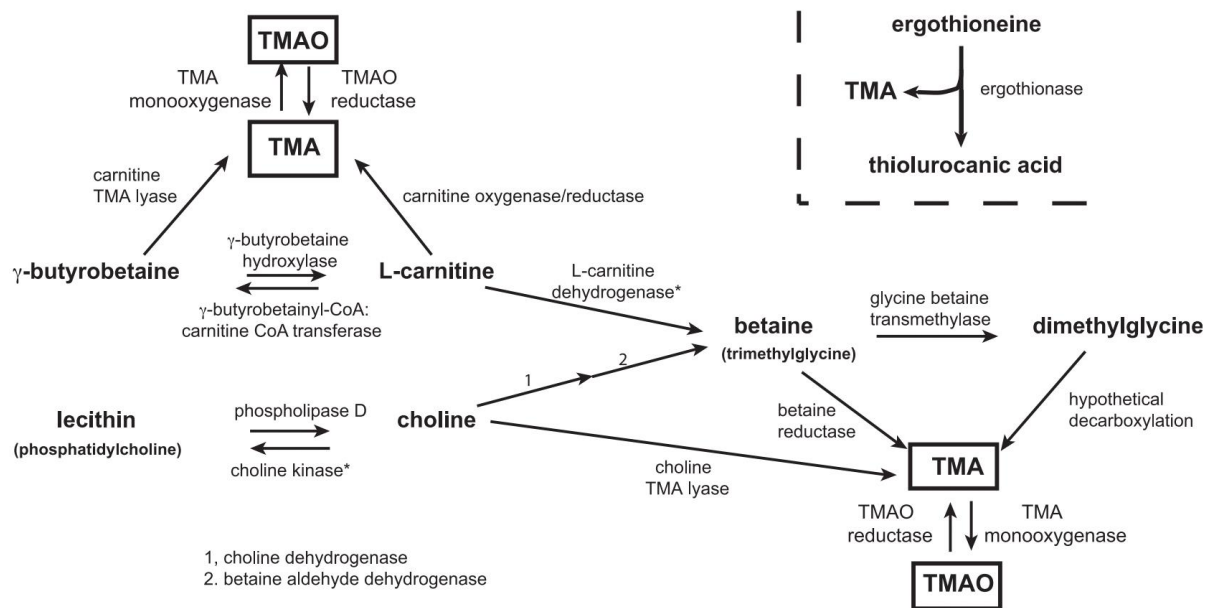 TMAO
TMA
monooxygenase
TMAO
reductase
TMA
carnitine
TMA lyase
carnitine oxygenase/reductase
γ-butyrobetaine
γ-butyrobetaine
hydroxylase
γ-butyrobetainyl-CoA:
carnitine CoA transferase
L-carnitine
L-carnitine
dehydrogenase*
ergothioneine
TMA
ergothionase
thiolurocanic acid
betaine
(trimethylglycine)
glycine betaine
transmethylase
dimethylglycine
lecithin
(phosphatidylcholine)
phospholipase D
choline kinase*
choline
1
2
choline
TMA lyase
betaine
reductase
hypothetical
decarboxylation
TMA
TMAO
reductase
TMA
monooxygenase
TMAO
1, choline dehydrogenase
2. betaine aldehyde dehydrogenase